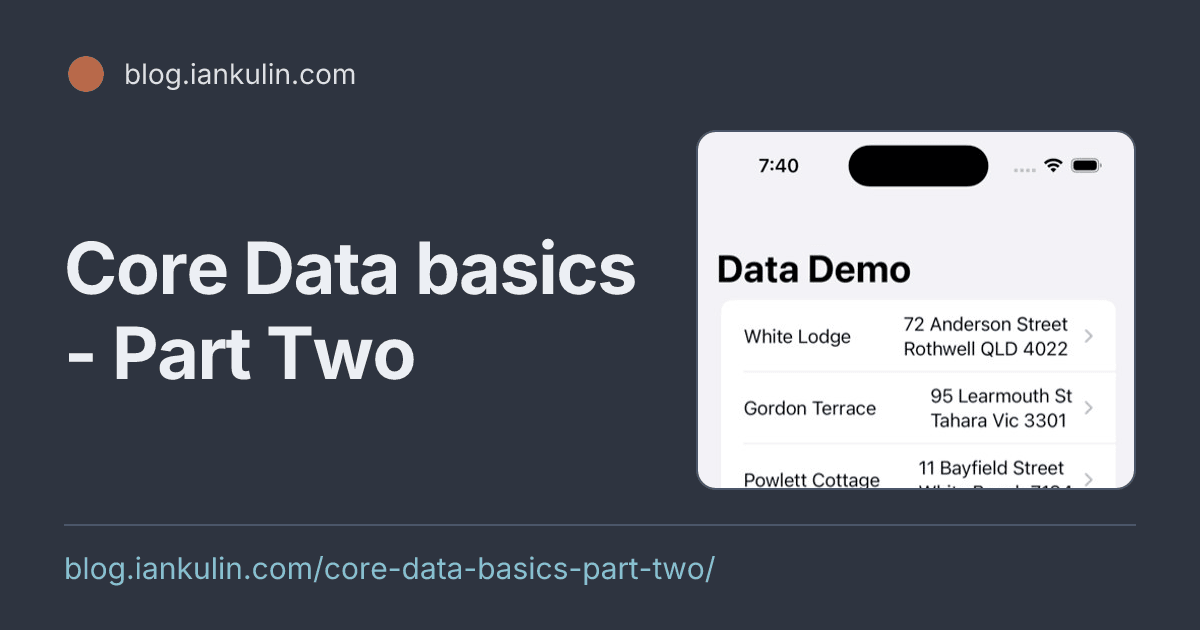 blog.iankulin.com
Core Data basics
- Part Two
7:40
Data Demo
White Lodge
72 Anderson Street
Rothwell QLD 4022
Gordon Terrace
95 Learmouth St
Tahara Vic 3301
Powlett Cottage
11 Bayfield Street
blog.iankulin.com/core-data-basics-part-two/